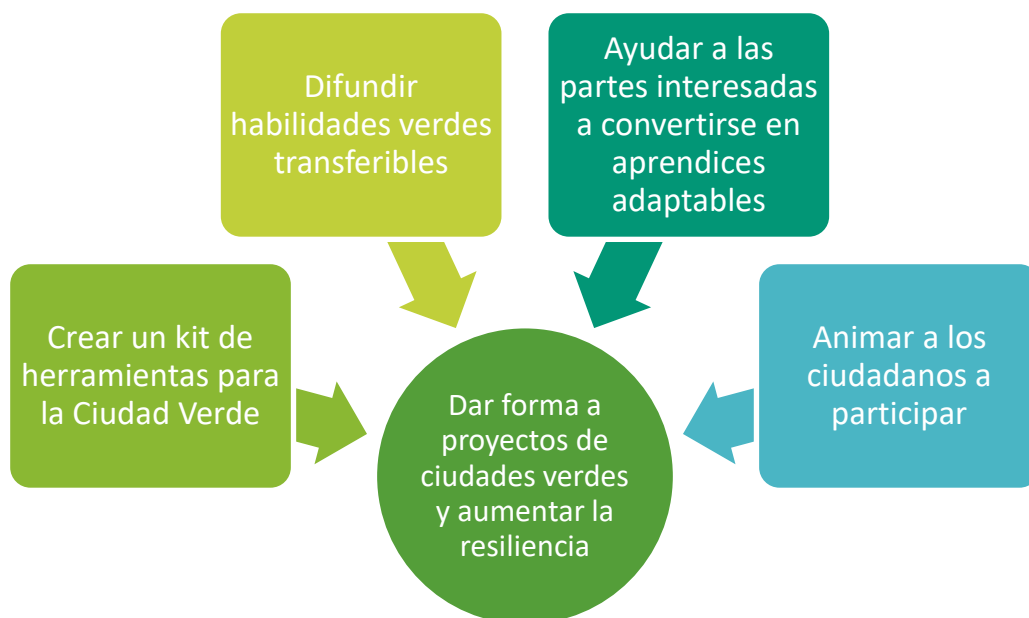 Difundir
habilidades verdes
transferibles
Ayudar a las
partes interesadas
a convertirse en
aprendices
adaptables
Crear un kit de
herramientas para
la Ciudad Verde
Animar a los
ciudadanos a
participar
Dar forma a
proyectos de
ciudades verdes
y aumentar la
resiliencia